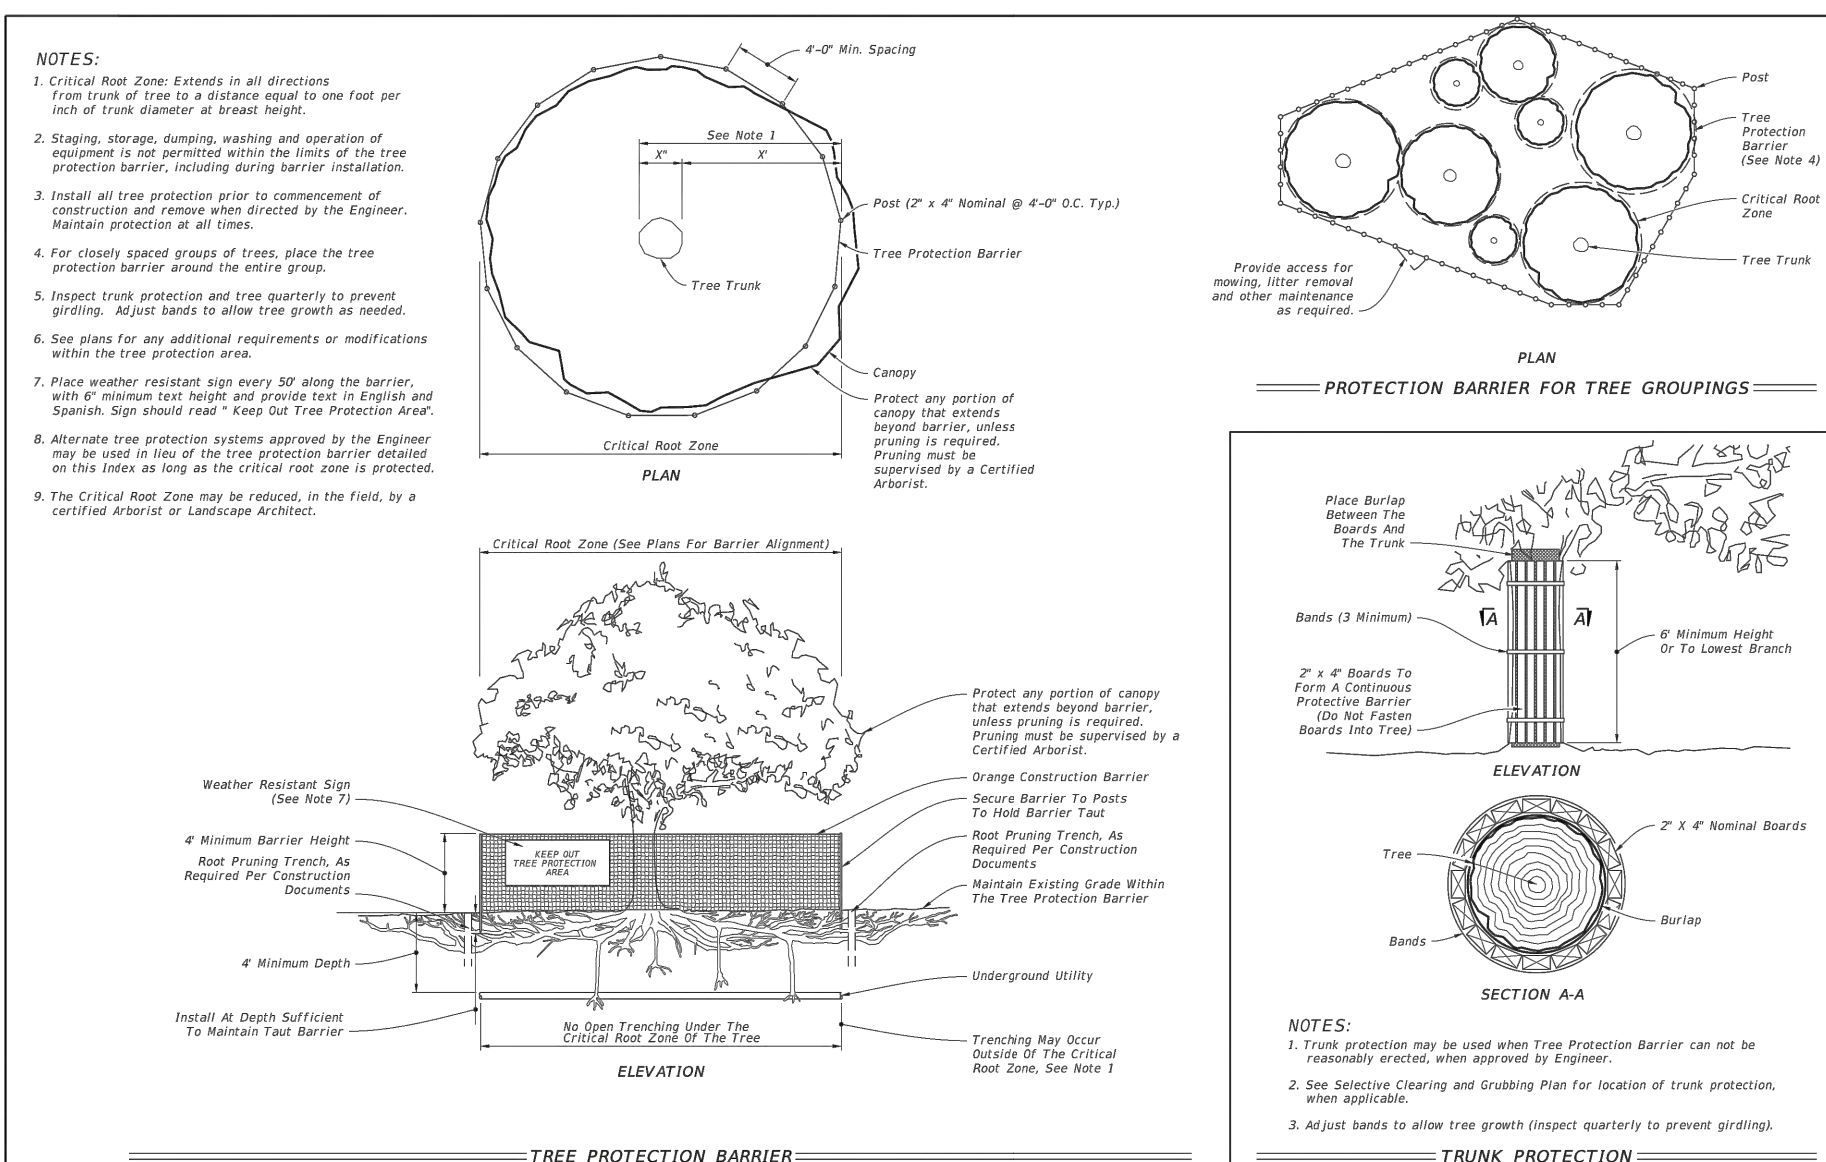 NOTES:
1. Critical Root Zone: Extends in all directions
from trunk of tree to a distance equal to one foot per
inch of trunk diameter at breast height.
2. Staging, storage, dumping, washing and operation of
equipment is not permitted within the limits of the tree
protection barrier, including during barrier installation.
3. Install all tree protection prior to commencement of
construction and remove when directed by the Engineer.
Maintain protection at all times.
4. For closely spaced groups of trees, place the tree
protection barrier around the entire group.
5. Inspect trunk protection and tree quarterly to prevent
girdling. Adjust bands to allow tree growth as needed.
6. See plans for any additional requirements or modifications
within the tree protection area.
7. Place weather resistant sign every 50' along the barrier,
with 6" minimum text height and provide text in English and
Spanish. Sign should read " Keep Out Tree Protection Area".
8. Alternate tree protection systems approved by the Engineer
may be used in lieu of the tree protection barrier detailed
on this Index as long as the critical root zone is protected.
9. The Critical Root Zone may be reduced, in the field, by a
certified Arborist or Landscape Architect.
4'-0" Min. Spacing
See Note 1
X"
X'
Post (2" x 4" Nominal @ 4'-0" O.C. Typ.)
Tree Protection Barrier
Tree Trunk
Canopy
Protect any portion of
canopy that extends
beyond barrier, unless
pruning is required.
Pruning must be
supervised by a Certified
Arborist.
Critical Root Zone
PLAN
Critical Root Zone (See Plans For Barrier Alignment)
Protect any portion of canopy
that extends beyond barrier,
unless pruning is required.
Pruning must be supervised by a
Certified Arborist.
Orange Construction Barrier
Secure Barrier To Posts
To Hold Barrier Taut
Root Pruning Trench, As
Required Per Construction
Documents
Maintain Existing Grade Within
The Tree Protection Barrier
Underground Utility
Trenching May Occur
Outside Of The Critical
Root Zone, See Note 1
Weather Resistant Sign
(See Note 7)
4' Minimum Barrier Height
Root Pruning Trench, As
Required Per Construction
Documents
4' Minimum Depth
Install At Depth Sufficient
To Maintain Taut Barrier
KEEP OUT
TREE PROTECTION
AREA
No Open Trenching Under The
Critical Root Zone Of The Tree
ELEVATION
TREE PROTECTION BARRIER
Post
Tree
Protection
Barrier
(See Note 4)
Critical Root
Zone
Tree Trunk
Provide access for
mowing, litter removal
and other maintenance
as required.
PLAN
PROTECTION BARRIER FOR TREE GROUPINGS
Place Burlap
Between The
Boards And
The Trunk
Bands (3 Minimum)
A
A
6' Minimum Height
Or To Lowest Branch
2" x 4" Boards To
Form A Continuous
Protective Barrier
(Do Not Fasten
Boards Into Tree)
ELEVATION
2" X 4" Nominal Boards
Tree
Burlap
Bands
SECTION A-A
NOTES:
1. Trunk protection may be used when Tree Protection Barrier can not be
reasonably erected, when approved by Engineer.
2. See Selective Clearing and Grubbing Plan for location of trunk protection,
when applicable.
3. Adjust bands to allow tree growth (inspect quarterly to prevent girdling).
TRUNK PROTECTION